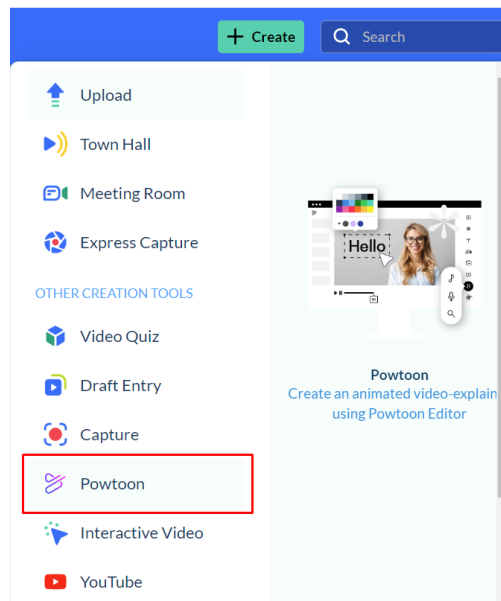 + Create
Search
Upload
Town Hall
Meeting Room
Express Capture
OTHER CREATION TOOLS
Video Quiz
Draft Entry
Capture
Powtoon
Interactive Video
YouTube
Hello
Powtoon
Create an animated video-explain
using Powtoon Editor